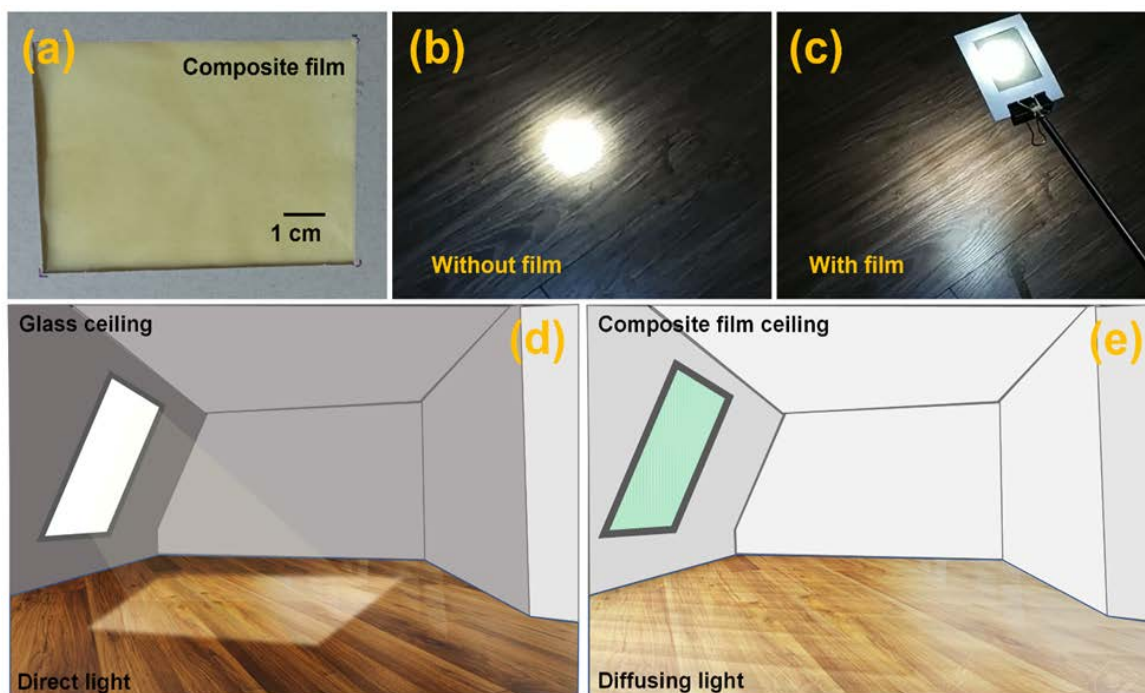 (a)
Composite film
1 cm
(b)
Without film
(c)
With film
Glass ceiling
(d)
Direct light
Composite film ceiling
(e)
Diffusing light